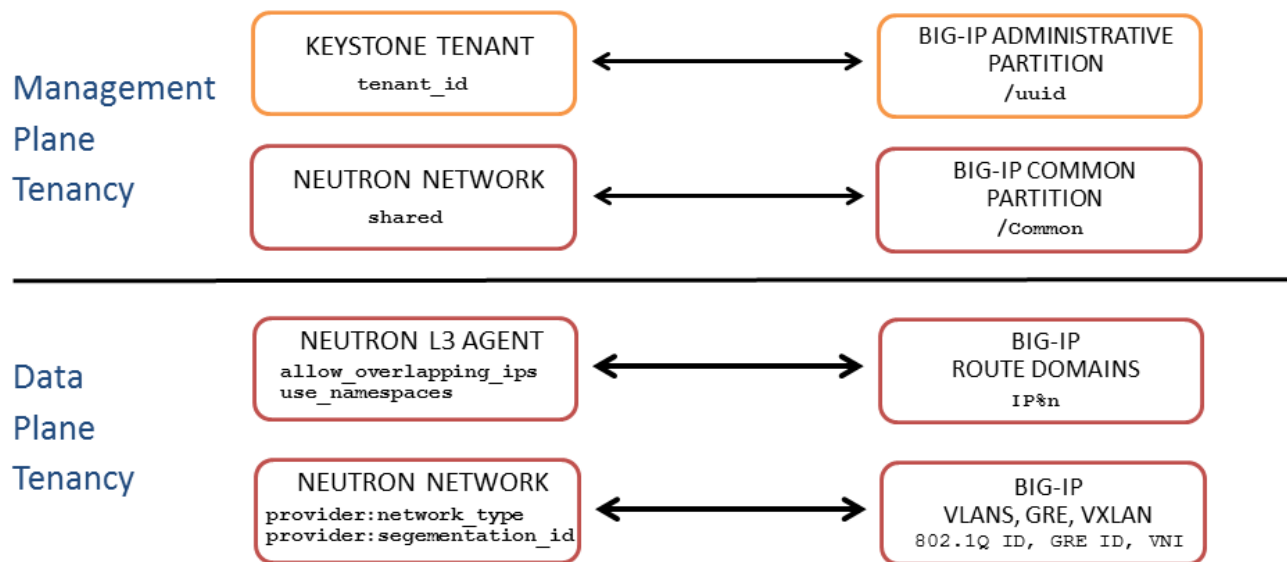 Management
Plane
Tenancy
KEYSTONE TENANT
tenant_id
BIG-IP ADMINISTRATIVE
PARTITION
/uuid
NEUTRON NETWORK
shared
BIG-IP COMMON
PARTITION
/Common
Data
Plane
Tenancy
NEUTRON L3 AGENT
allow_overlapping_ips
use_namespaces
BIG-IP
ROUTE DOMAINS
IP%n
NEUTRON NETWORK
provider:network_type
provider:segementation_id
BIG-IP
VLANS, GRE, VXLAN
802.1Q ID, GRE ID, VNI